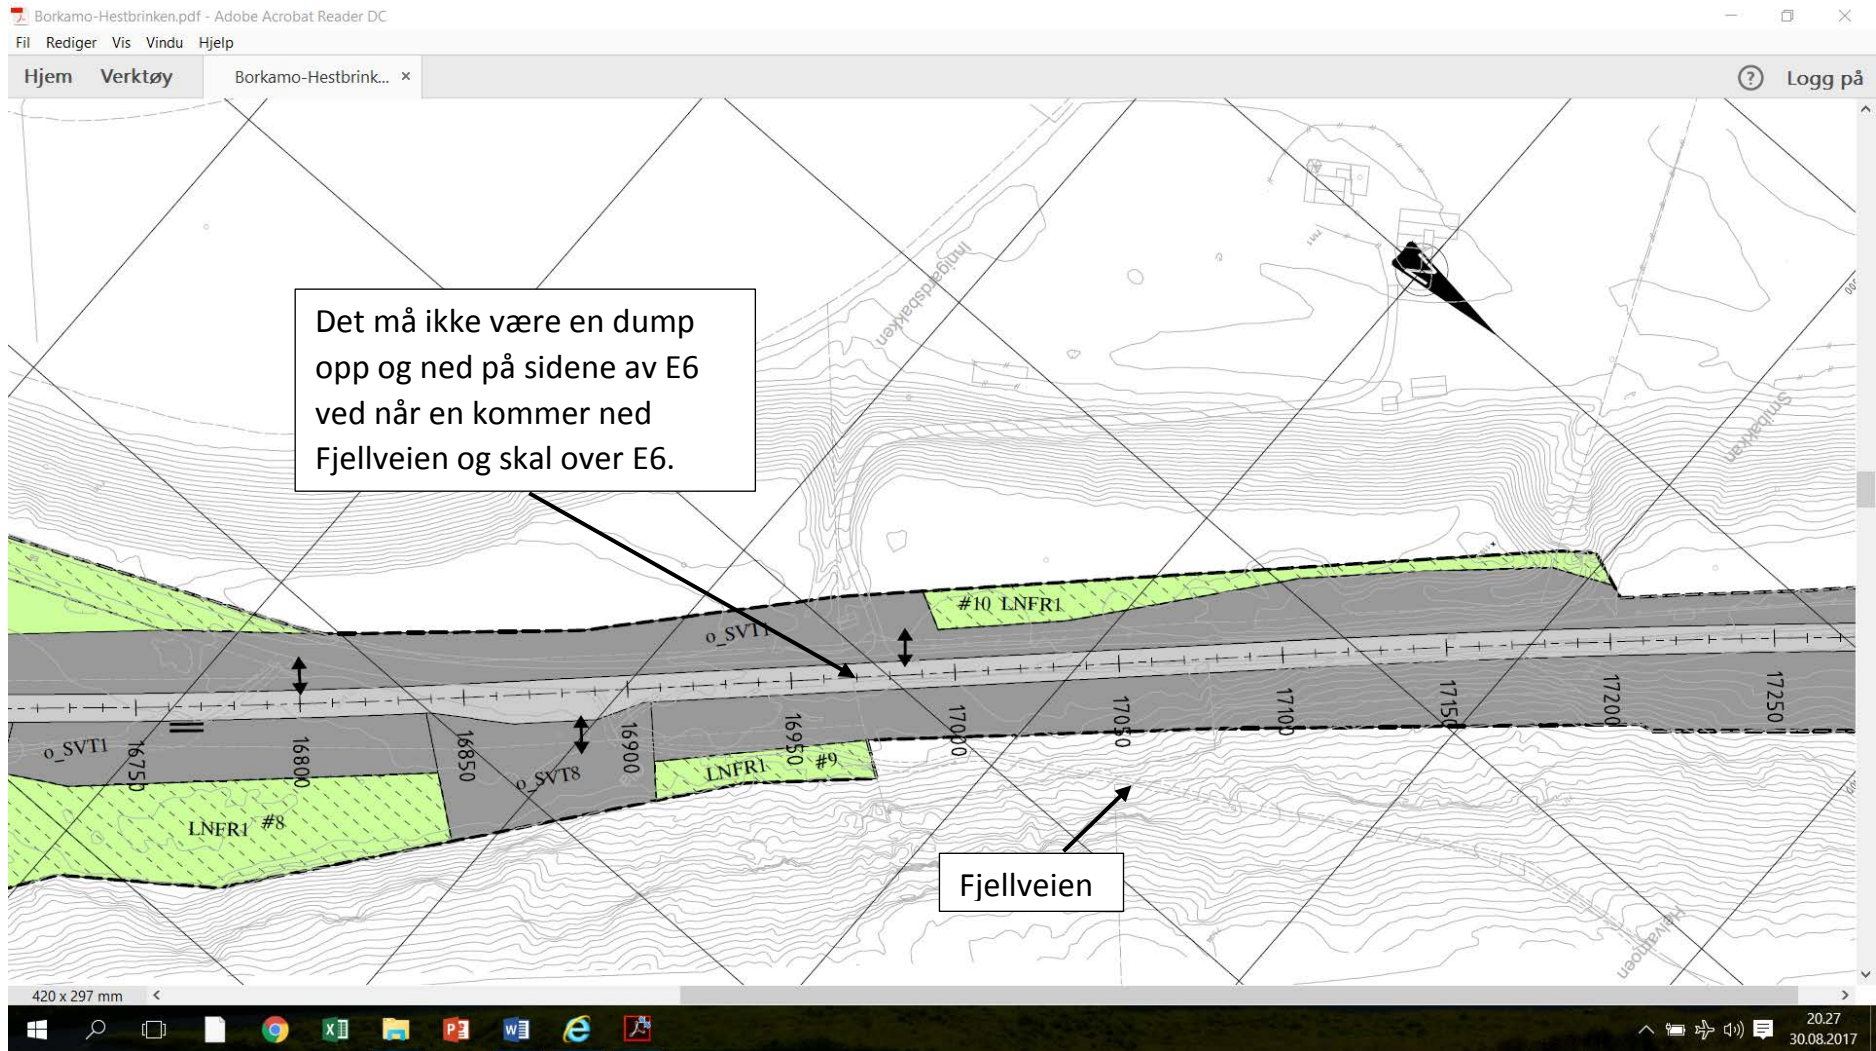 Borkamo-Hestbrinken.pdf - Adobe Acrobat Reader DC
Fil Rediger Vis Vindu Hjelp
Hjem Verktøy Borkamo-Hestbrink... × ? Logg på
Innigardsbakken
Det må ikke være en dump
opp og ned på sidene av E6
ved når en kommer ned
Fjellveien og skal over E6.
Smibakkan
#10 LNFR1
o_SVT1
o_SVT1
16750
16800
16850
16900
16950
17000
17050
17100
17150
17200
17250
o_SVT8
LNFR1 #9
LNFR1 #8
Fjellveien
420 x 297 mm
20.27
30.08.2017